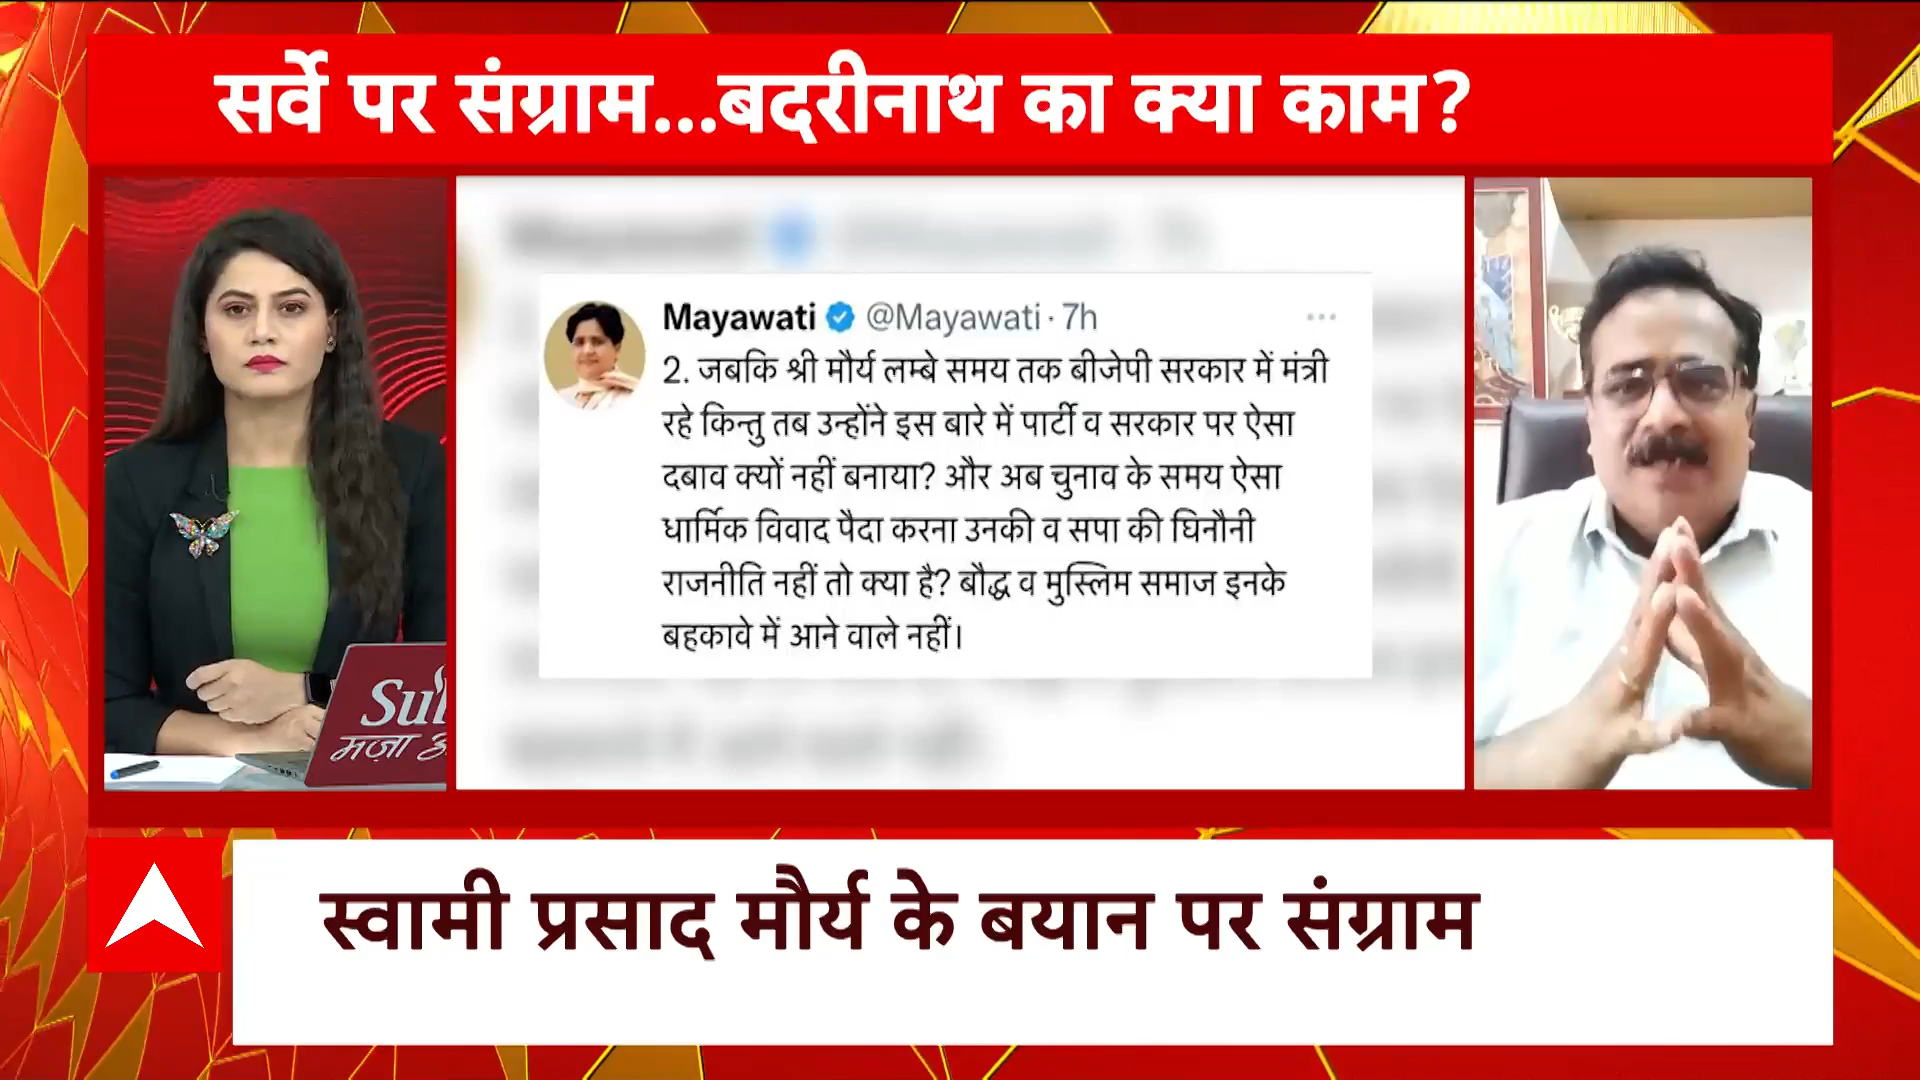 सर्वे पर संग्राम...बदरीनाथ का क्या काम?
Mayawati @Mayawati · 7h
2. जबकि श्री मौर्य लम्बे समय तक बीजेपी सरकार में मंत्री
रहे किन्तु तब उन्होंने इस बारे में पार्टी व सरकार पर ऐसा
दबाव क्यों नहीं बनाया? और अब चुनाव के समय ऐसा
धार्मिक विवाद पैदा करना उनकी व सपा की घिनौनी
राजनीति नहीं तो क्या है? बौद्ध व मुस्लिम समाज इनके
बहकावे में आने वाले नहीं।
मज़ा
स्वामी प्रसाद मौर्य के बयान पर संग्राम